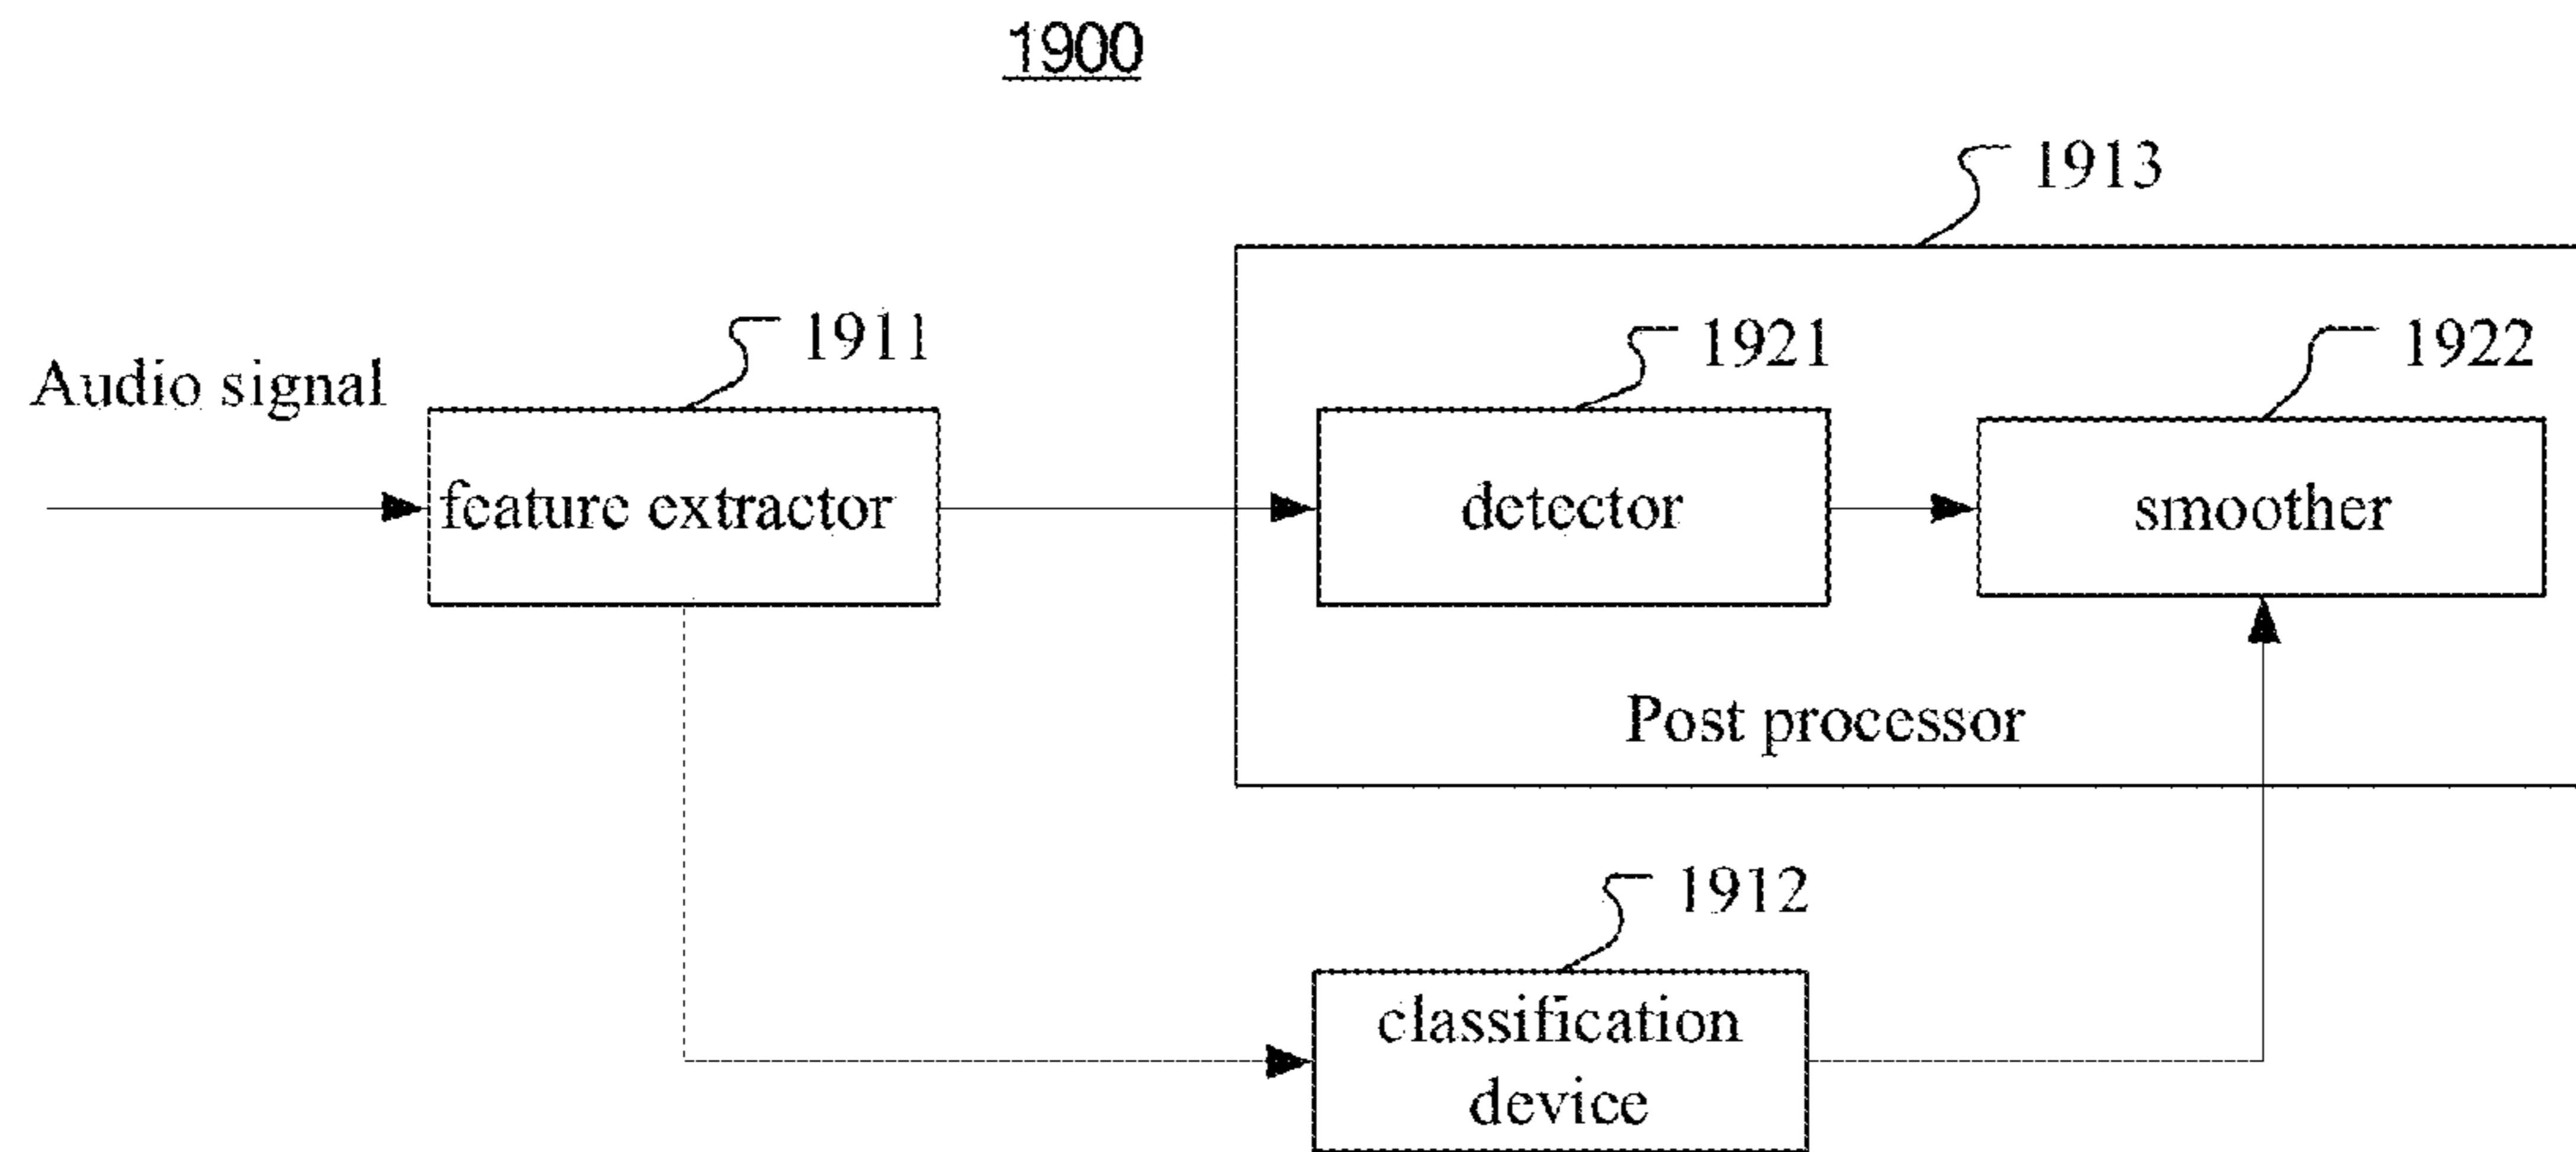 1900
1913
1911
1921
1922
Audio signal
feature extractor
detector
smoother
Post processor
1912
classification
device